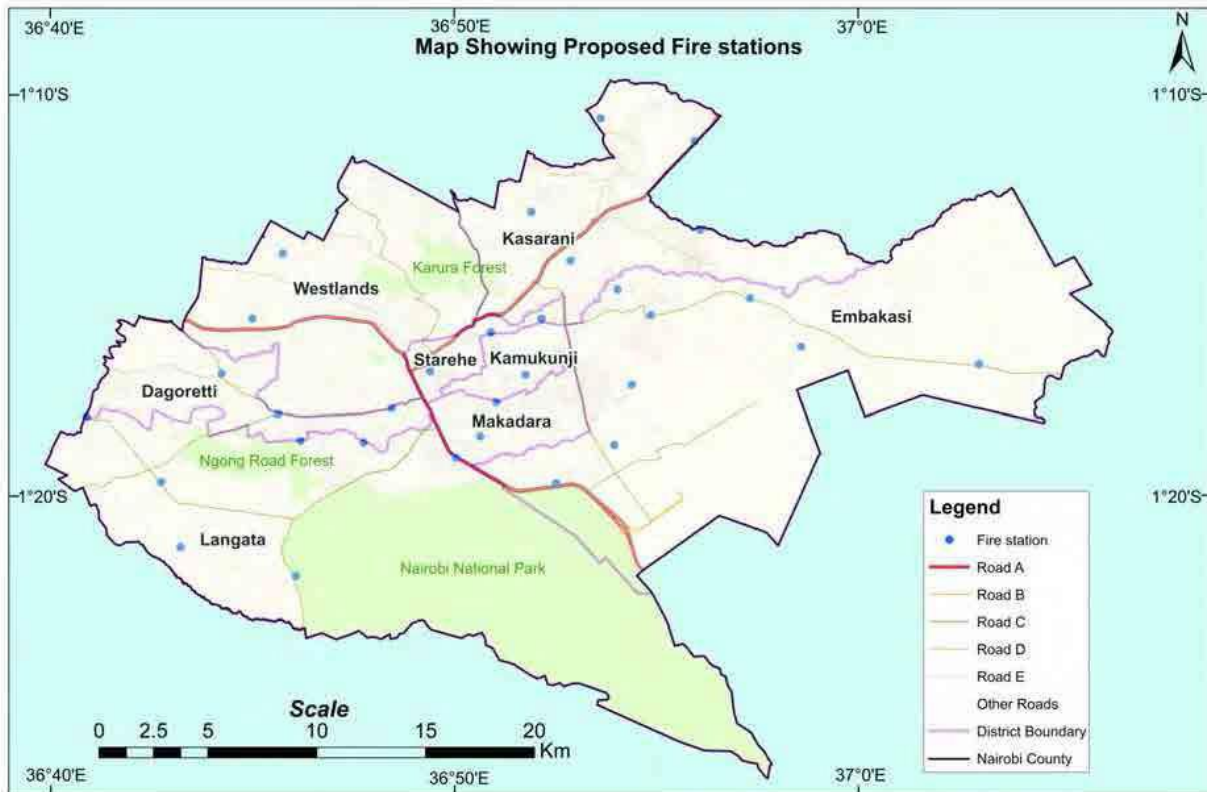 36°40'E
36°50'E
37°0'E
N
Map Showing Proposed Fire stations
1°10'S
1°10'S
Kasarani
Karura Forest
Westlands
Embakasi
Starehe
Kamukunji
Dagoretti
Makadara
Ngong Road Forest
1°20'S
1°20'S
Langata
Nairobi National Park
Legend
Fire station
Road A
Road B
Road C
Road D
Road E
Other Roads
District Boundary
Nairobi County
Scale
0 2.5 5 10 15 20
Km
36°40'E
36°50'E
37°0'E